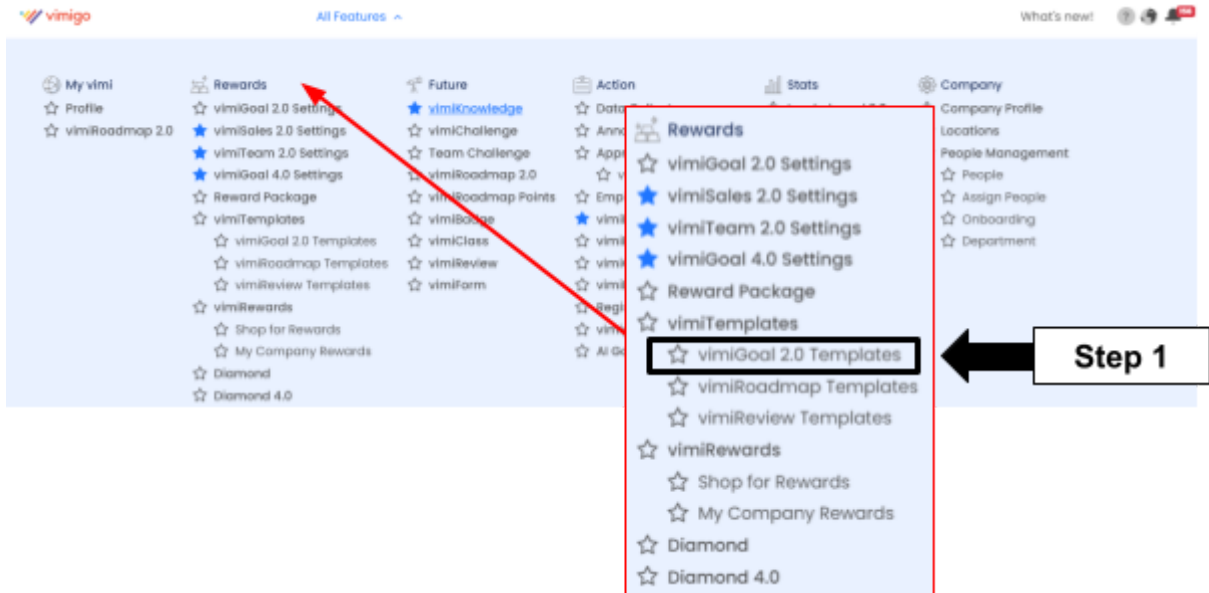 vimigo
All Features
What's new!
My vimi
Profile
vimiRoadmap 2.0
Rewards
vimiGoal 2.0 Settings
vimiSales 2.0 Settings
vimiTeam 2.0 Settings
vimiGoal 4.0 Settings
Reward Package
vimiTemplates
vimiGoal 2.0 Templates
vimiRoadmap Templates
vimiReview Templates
vimiRewards
Shop for Rewards
My Company Rewards
Diamond
Diamond 4.0
Future
vimiKnowledge
vimiChallenge
Team Challenge
vimiRoadmap 2.0
vimiRoadmap Points
vimiBadge
vimiClass
vimiReview
vimiForm
Action
Data
Stats
Company
Company Profile
Locations
People Management
People
Assign People
Onboarding
Department
Rewards
vimiGoal 2.0 Settings
vimiSales 2.0 Settings
vimiTeam 2.0 Settings
vimiGoal 4.0 Settings
Reward Package
vimiTemplates
vimiGoal 2.0 Templates
vimiRoadmap Templates
vimiReview Templates
vimiRewards
Shop for Rewards
My Company Rewards
Diamond
Diamond 4.0
Step 1